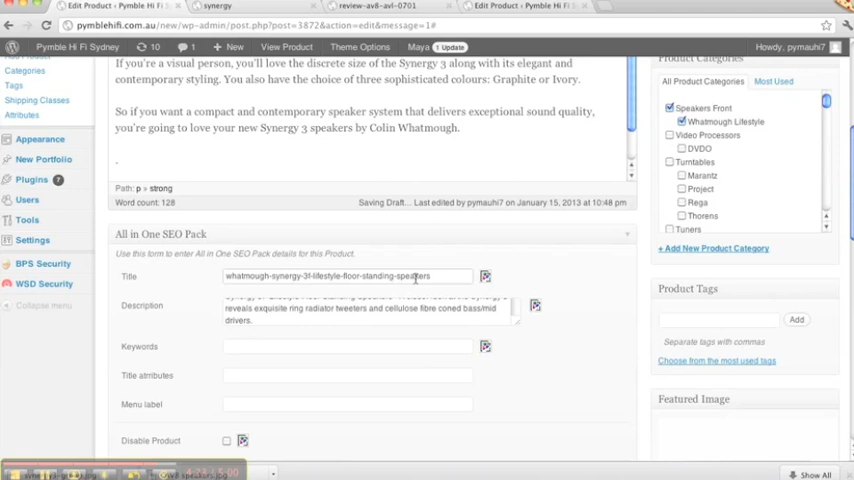 Edit Product ‹ Pymble Hi F
synergy
review-av8-avl-0701
Edit Product ‹ Pymble Hi F
pymblehifi.com.au/new/wp-admin/post.php?post=3872&action=edit&message=1#
Pymble Hi Fi Sydney
10
1
+ New
View Product
Theme Options
Maya
1 Update
Howdy, pymauhi7
Categories
Tags
Shipping Classes
Attributes
Appearance
New Portfolio
Plugins 7
Users
Tools
Settings
BPS Security
WSD Security
Collapse menu
If you're a visual person, you'll love the discrete size of the Synergy 3 along with its elegant and
contemporary styling. You also have the choice of three sophisticated colours: Graphite or Ivory.
So if you want a compact and contemporary speaker system that delivers exceptional sound quality,
you're going to love your new Synergy 3 speakers by Colin Whatmough.
.
Path: p » strong
Word count: 128
Saving Draft... Last edited by pymauhi7 on January 15, 2013 at 10:48 pm
All in One SEO Pack
Use this form to enter All in One SEO Pack details for this Product.
Title
whatmough-synergy-3f-lifestyle-floor-standing-speakers
Description
reveals exquisite ring radiator tweeters and cellulose fibre coned bass/mid
drivers.
Keywords
Title attributes
Menu label
Disable Product
Product Categories
All Product Categories
Most Used
Speakers Front
Whatmough Lifestyle
Video Processors
DVDO
Turntables
Marantz
Project
Rega
Thorens
Tuners
+ Add New Product Category
Product Tags
Add
Separate tags with commas
Choose from the most used tags
Featured Image
4:23 / 5:00
Show All